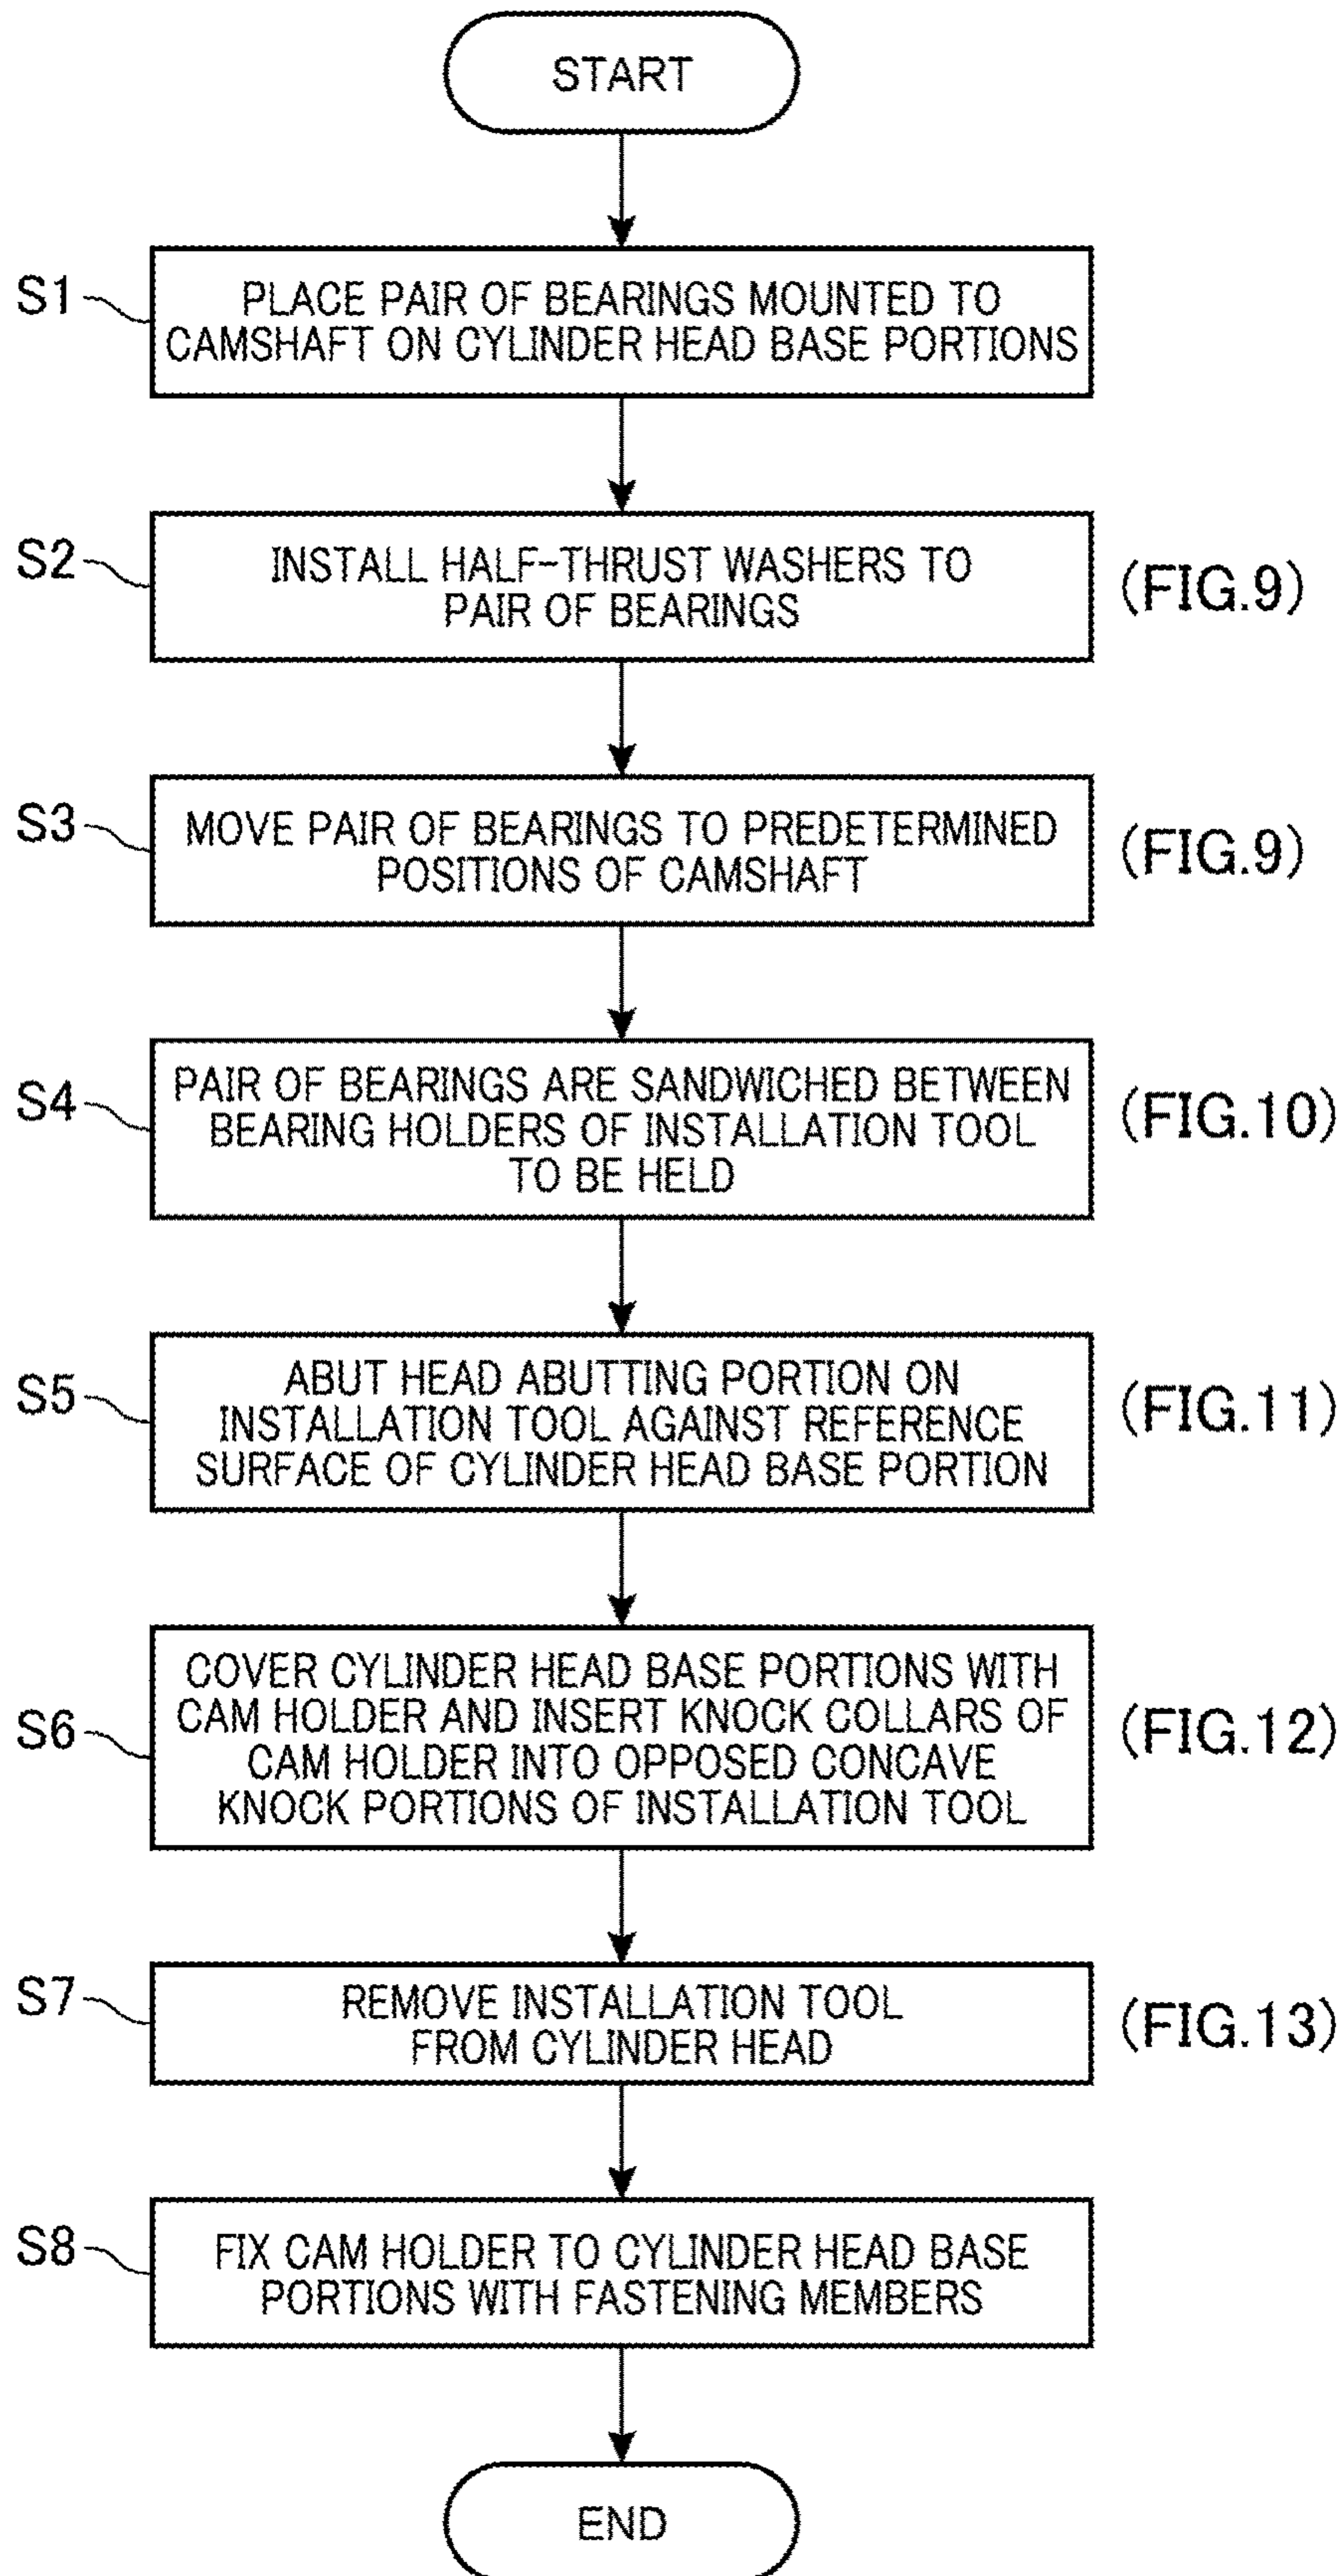 START
S1
PLACE PAIR OF BEARINGS MOUNTED TO
CAMSHAFT ON CYLINDER HEAD BASE PORTIONS
S2
INSTALL HALF-THRUST WASHERS TO
PAIR OF BEARINGS
(FIG.9)
S3
MOVE PAIR OF BEARINGS TO PREDETERMINED
POSITIONS OF CAMSHAFT
(FIG.9)
S4
PAIR OF BEARINGS ARE SANDWICHED BETWEEN
BEARING HOLDERS OF INSTALLATION TOOL
TO BE HELD
(FIG.10)
S5
ABUT HEAD ABUTTING PORTION ON
INSTALLATION TOOL AGAINST REFERENCE
SURFACE OF CYLINDER HEAD BASE PORTION
(FIG.11)
S6
COVER CYLINDER HEAD BASE PORTIONS WITH
CAM HOLDER AND INSERT KNOCK COLLARS OF
CAM HOLDER INTO OPPOSED CONCAVE
KNOCK PORTIONS OF INSTALLATION TOOL
(FIG.12)
S7
REMOVE INSTALLATION TOOL
FROM CYLINDER HEAD
(FIG.13)
S8
FIX CAM HOLDER TO CYLINDER HEAD BASE
PORTIONS WITH FASTENING MEMBERS
END